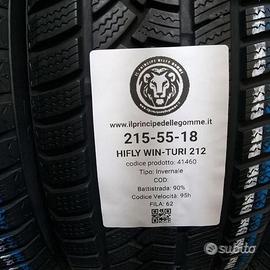 IL PRINCIPE DELLE GOMME
www.ilprincipedellegomme.it
215-55-18
HIFLY WIN-TURI 212
codice prodotto: 41460
Tipo: Invernale
COD:
Battistrada: 90%
Codice Velocità: 95h
FILA: 62
subito